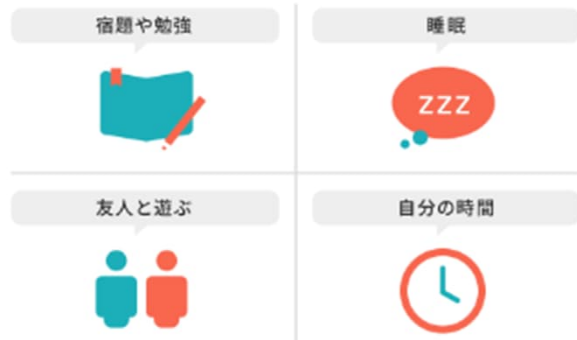 宿題や勉強
睡眠
zzz
友人と遊ぶ
自分の時間